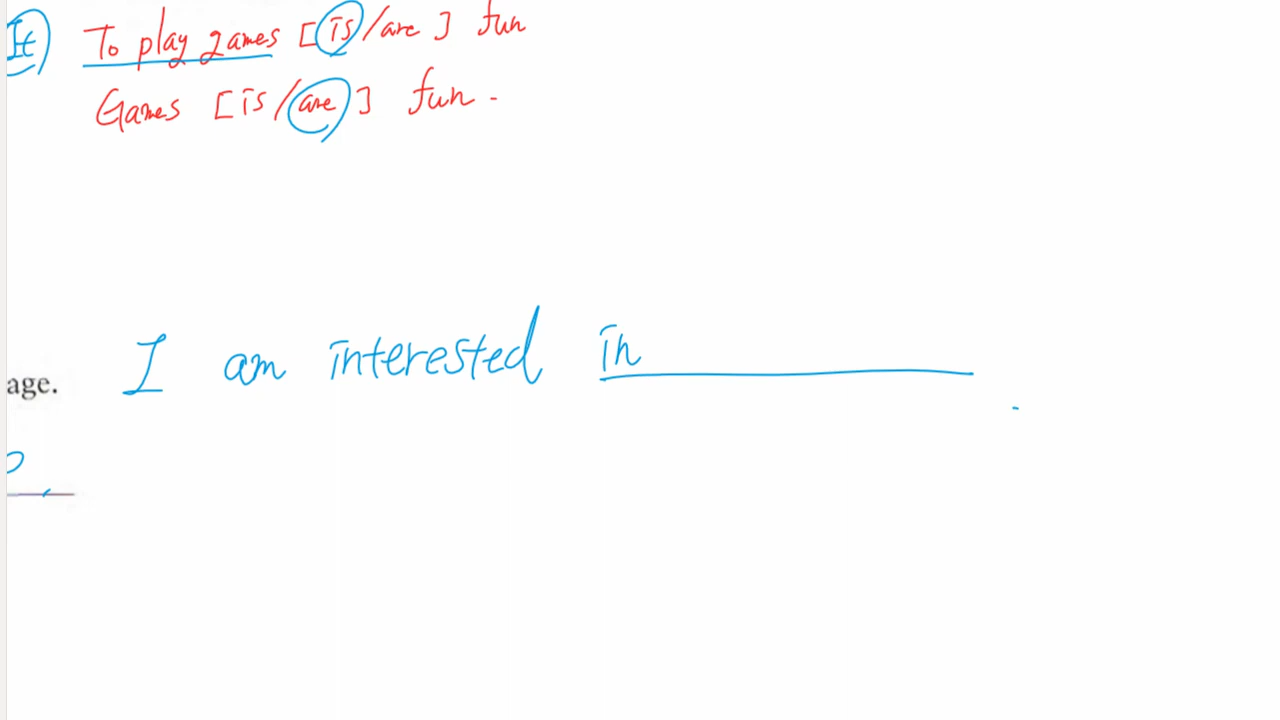 It To play games [is/are] fun
Games [is/are] fun.
I am interested in
age.